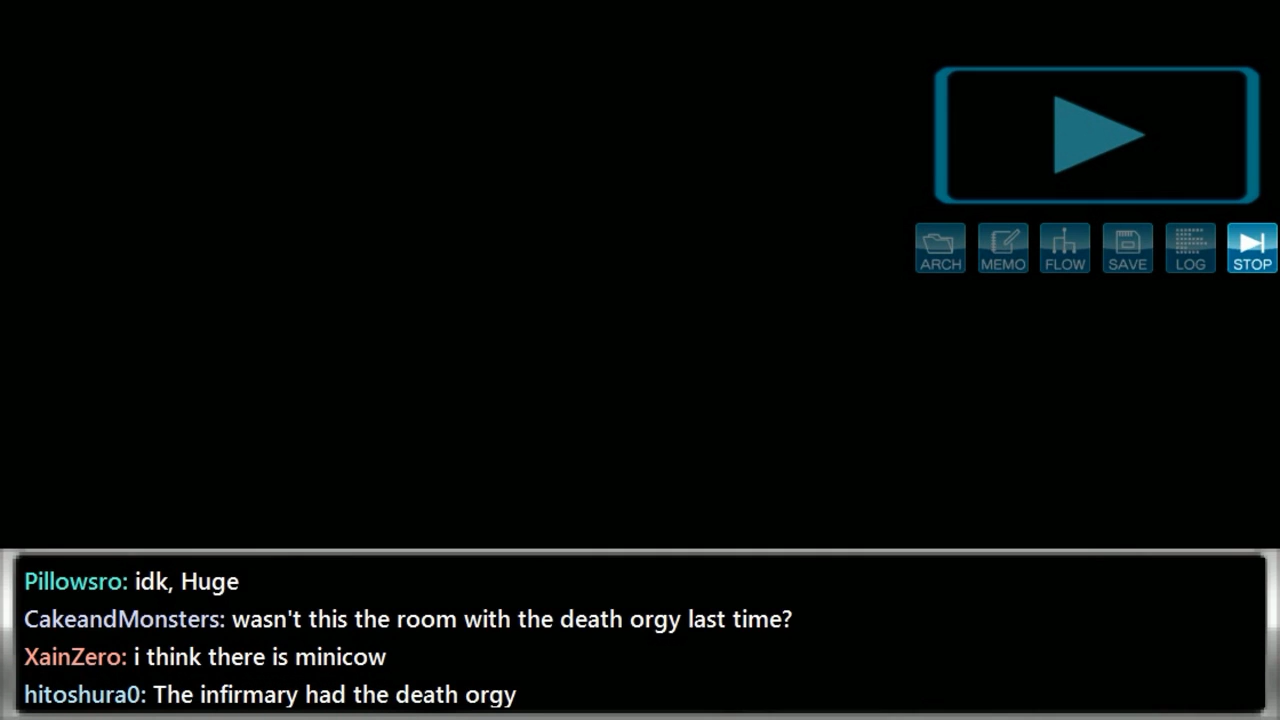 ARCH MEMO FLOW SAVE LOG STOP
Pillowsro: idk, Huge
CakeandMonsters: wasn't this the room with the death orgy last time?
XainZero: i think there is minicow
hitoshura0: The infirmary had the death orgy